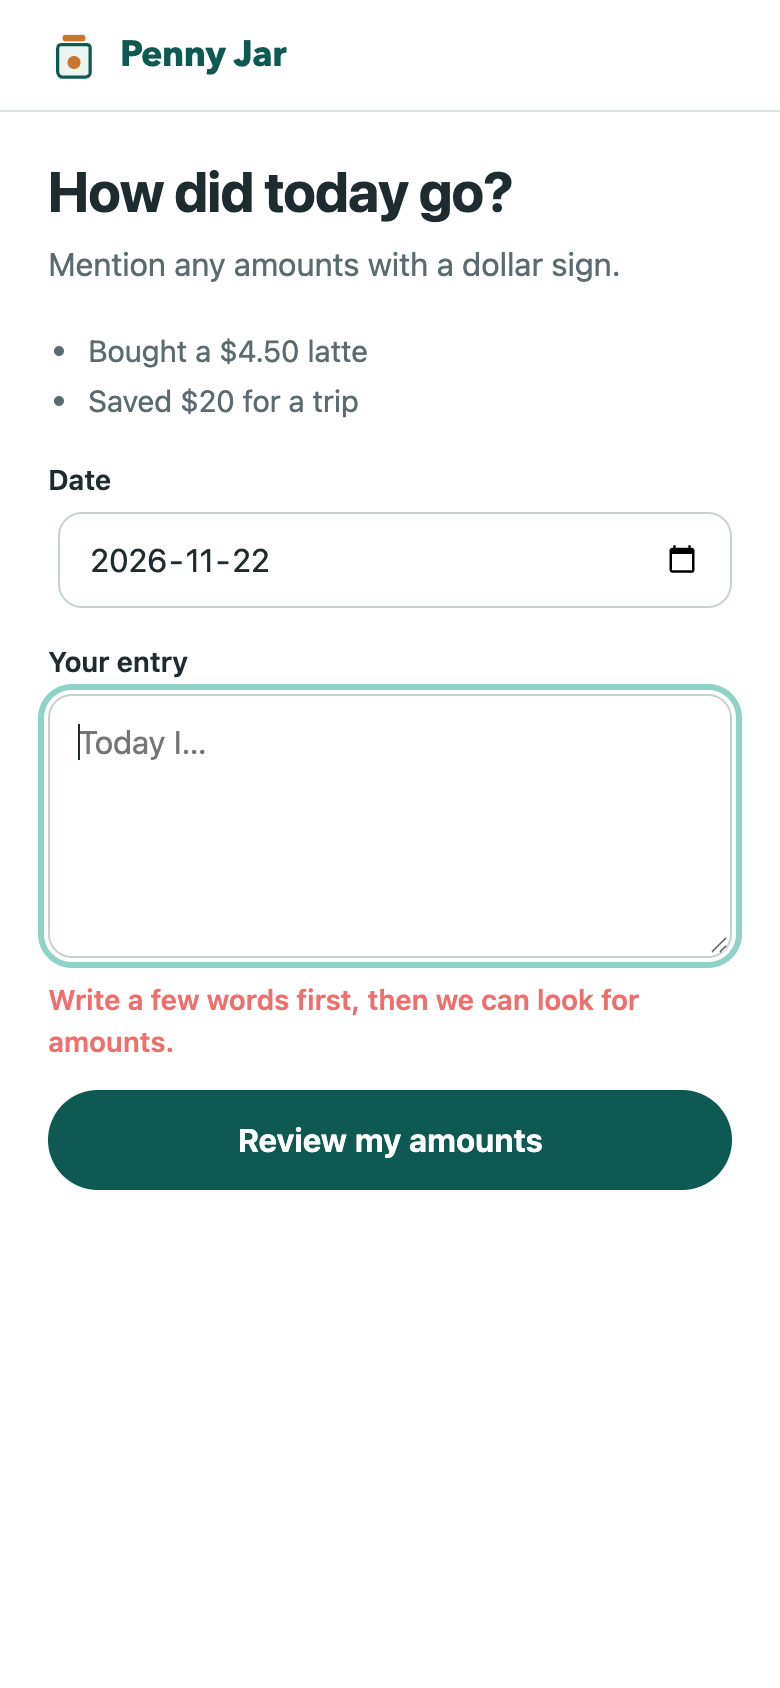 Penny Jar
How did today go?
Mention any amounts with a dollar sign.
• Bought a $4.50 latte
• Saved $20 for a trip
Date
2026-11-22
Your entry
Today I...
Write a few words first, then we can look for
amounts.
Review my amounts